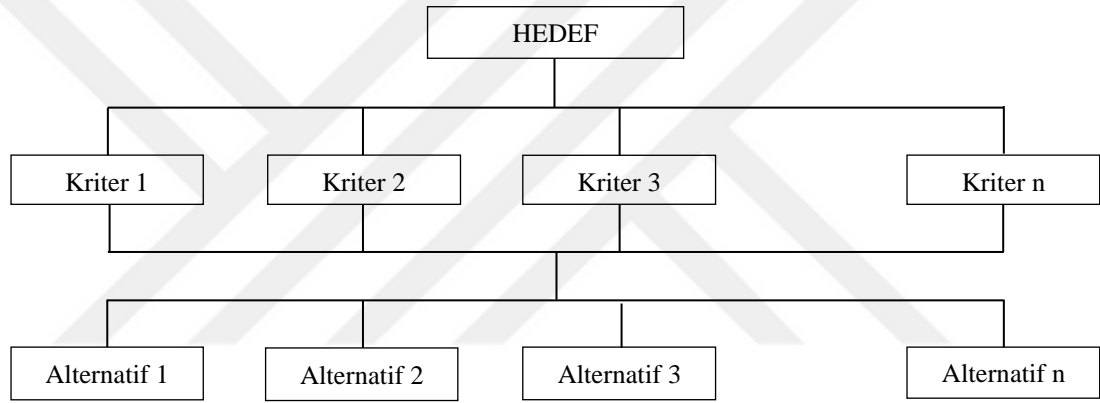 HEDEF
Kriter 1 Kriter 2 Kriter 3 Kriter n
Alternatif 1 Alternatif 2 Alternatif 3 Alternatif n